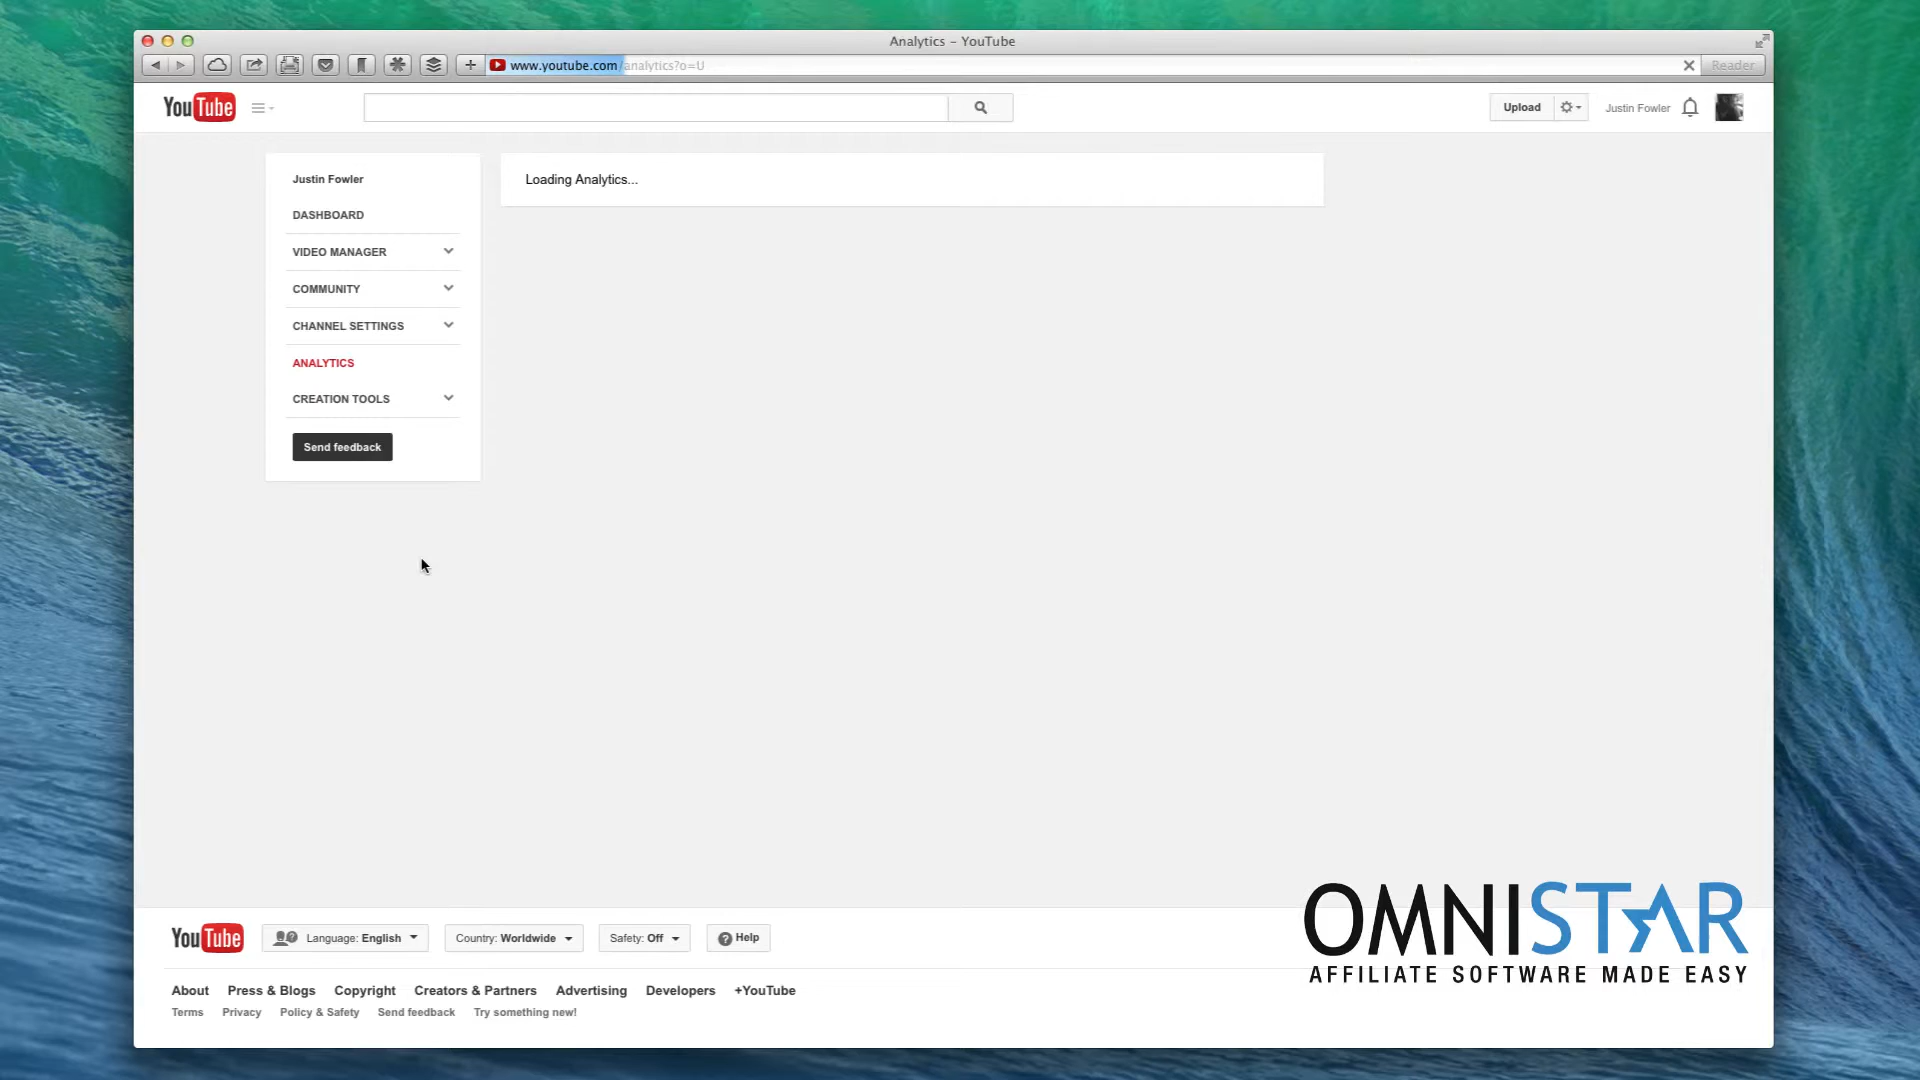 Analytics – YouTube
www.youtube.com/analytics?o=U
Reader
YouTube
Upload
Justin Fowler
Justin Fowler
DASHBOARD
VIDEO MANAGER
COMMUNITY
CHANNEL SETTINGS
ANALYTICS
CREATION TOOLS
Send feedback
Loading Analytics...
YouTube
Language: English
Country: Worldwide
Safety: Off
Help
About Press & Blogs Copyright Creators & Partners Advertising Developers +YouTube
Terms Privacy Policy & Safety Send feedback Try something new!
OMNISTAR
AFFILIATE SOFTWARE MADE EASY